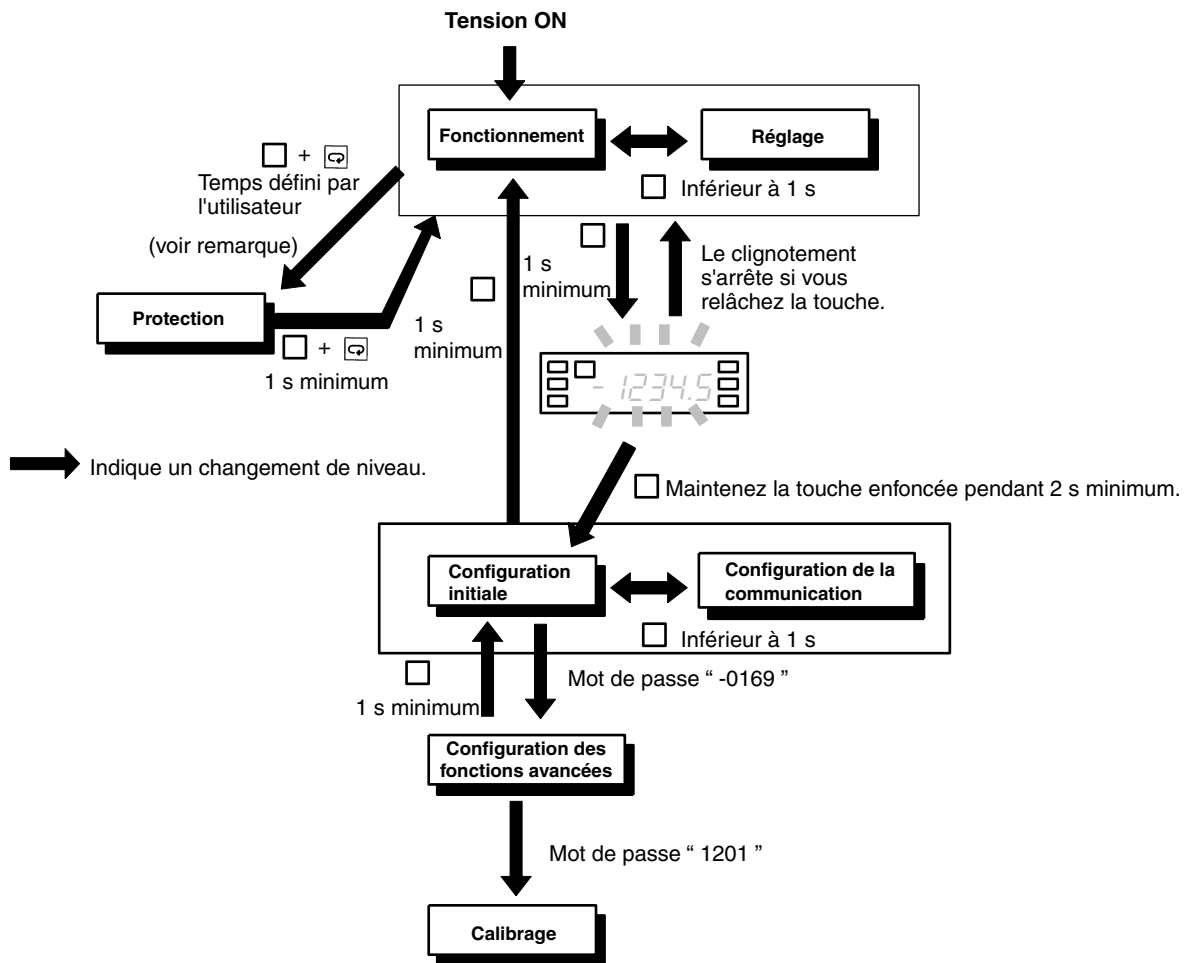 Tension ON
Fonctionnement
Réglage
+
Temps défini par
l'utilisateur
(voir remarque)
Inférieur à 1 s
1 s
minimum
Le clignotement
s'arrête si vous
relâchez la touche.
Protection
+
1 s minimum
1 s
minimum
- 1234.5
Indique un changement de niveau.
Maintenez la touche enfoncée pendant 2 s minimum.
Configuration
initiale
Configuration de la
communication
Inférieur à 1 s
1 s minimum
Mot de passe “ -0169 ”
Configuration des
fonctions avancées
Mot de passe “ 1201 ”
Calibrage